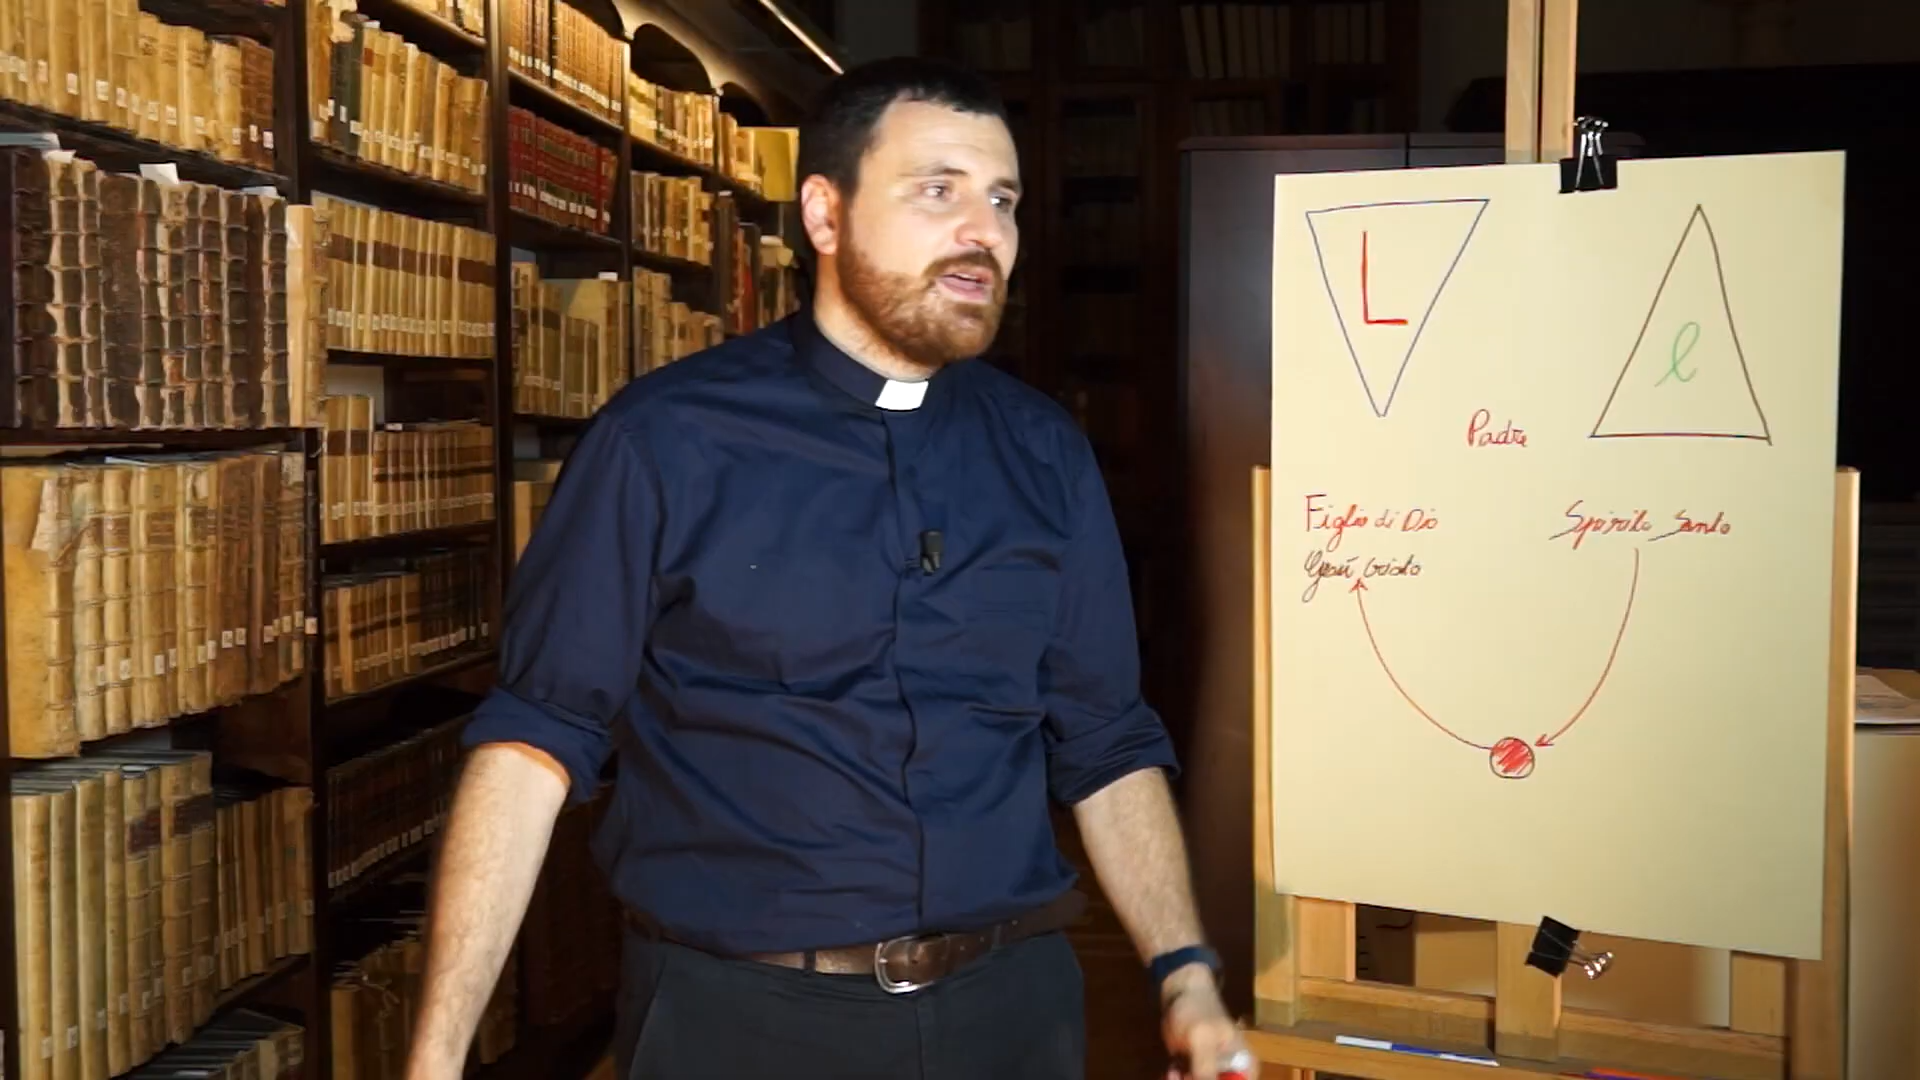 L
l
Padre
Figlio di Dio
Spirito Santo
Gesù Cristo